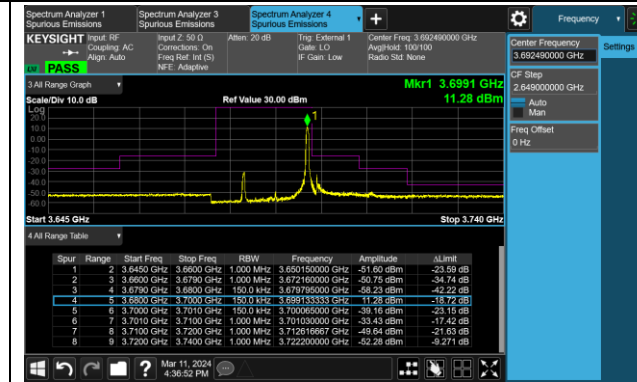 Spectrum Analyzer 1
Spurious Emissions
Spectrum Analyzer 3
Spurious Emissions
Spectrum Analyzer 4
Spurious Emissions
Frequency
KEYSIGHT
Input: RF
Coupling: AC
Align: Auto
Input Z: 50 Ω
Corrections: On
Freq Ref: Int (S)
NFE: Adaptive
Atten: 20 dB
Trig: External 1
Gate: LO
IF Gain: Low
Center Freq: 3.692490000 GHz
Avg|Hold: 100/100
Radio Std: None
PASS
Center Frequency
3.692490000 GHz
Settings
CF Step
2.649000000 GHz
Auto
Man
Freq Offset
0 Hz
3 All Range Graph
Mkr1 3.6991 GHz
11.28 dBm
Scale/Div 10.0 dB
Ref Value 30.00 dBm
Log
20.0
10.0
0.00
-10.0
-20.0
-30.0
-40.0
-50.0
-60.0
1
Start 3.645 GHz
Stop 3.740 GHz
4 All Range Table
Spur Range Start Freq Stop Freq RBW Frequency Amplitude ΔLimit
1 2 3.6450 GHz 3.6600 GHz 1.000 MHz 3.650150000 GHz -51.60 dBm -23.59 dB
2 3 3.6600 GHz 3.6790 GHz 1.000 MHz 3.672160000 GHz -50.75 dBm -34.74 dB
3 4 3.6790 GHz 3.6800 GHz 150.0 kHz 3.679795000 GHz -58.23 dBm -42.22 dB
4 5 3.6800 GHz 3.7000 GHz 150.0 kHz 3.699133333 GHz 11.28 dBm -18.72 dB
5 6 3.7000 GHz 3.7010 GHz 150.0 kHz 3.700065000 GHz -39.16 dBm -23.15 dB
6 7 3.7010 GHz 3.7100 GHz 1.000 MHz 3.701030000 GHz -33.43 dBm -17.42 dB
7 8 3.7100 GHz 3.7200 GHz 1.000 MHz 3.712616667 GHz -49.64 dBm -21.63 dB
8 9 3.7200 GHz 3.7400 GHz 1.000 MHz 3.722200000 GHz -52.28 dBm -9.271 dB
Mar 11, 2024
4:36:52 PM